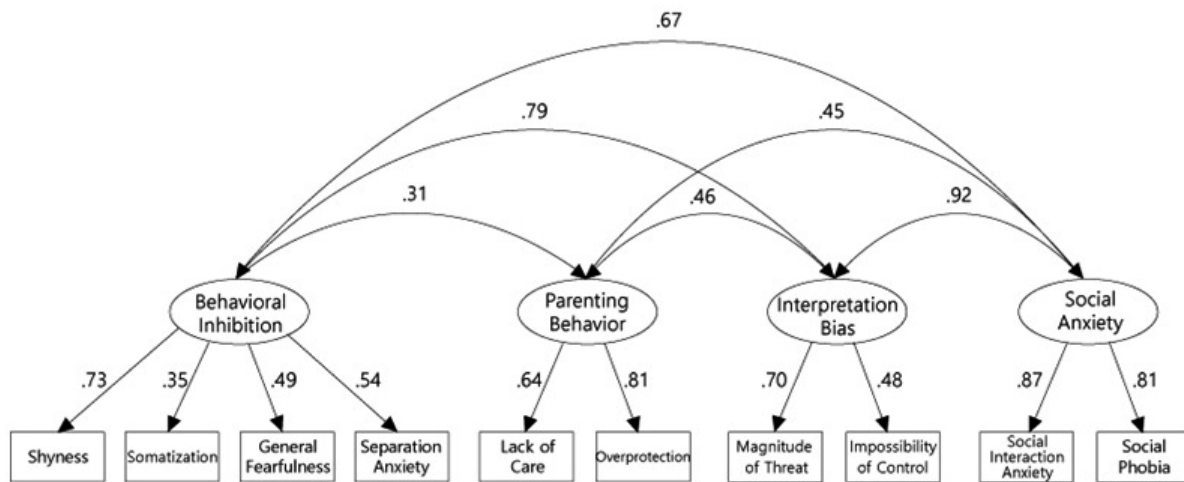 .67
.79
.45
.31
.46
.92
Behavioral
Inhibition
Parenting
Behavior
Interpretation
Bias
Social
Anxiety
.73
.35
.49
.54
.64
.81
.70
.48
.87
.81
Shyness
Somatization
General
Fearfulness
Separation
Anxiety
Lack of
Care
Overprotection
Magnitude
of Threat
Impossibility
of Control
Social
Interaction
Anxiety
Social
Phobia